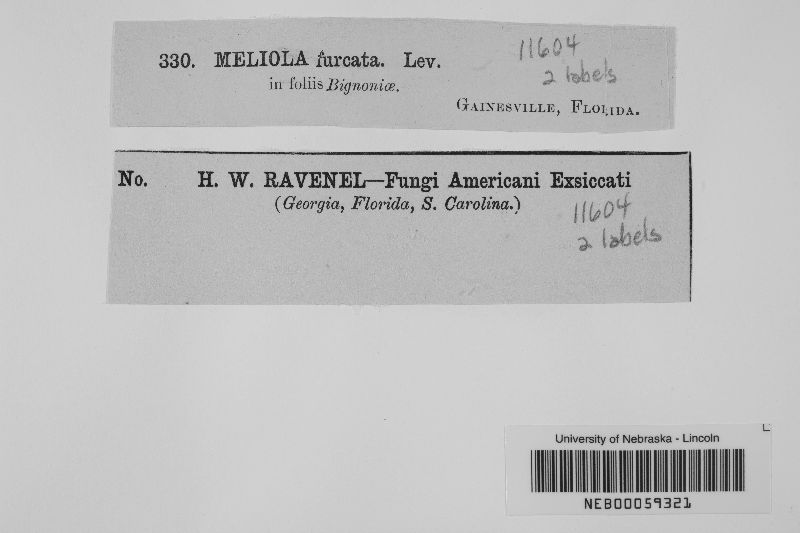 330. MELIOLA furcata. Lev.
in foliis Bignoniæ.
GAINESVILLE, FLORIDA.
11604
2 labels
No. H. W. RAVENEL—Fungi Americani Exsiccati
(Georgia, Florida, S. Carolina.)
11604
2 labels
University of Nebraska - Lincoln
NEB00059321